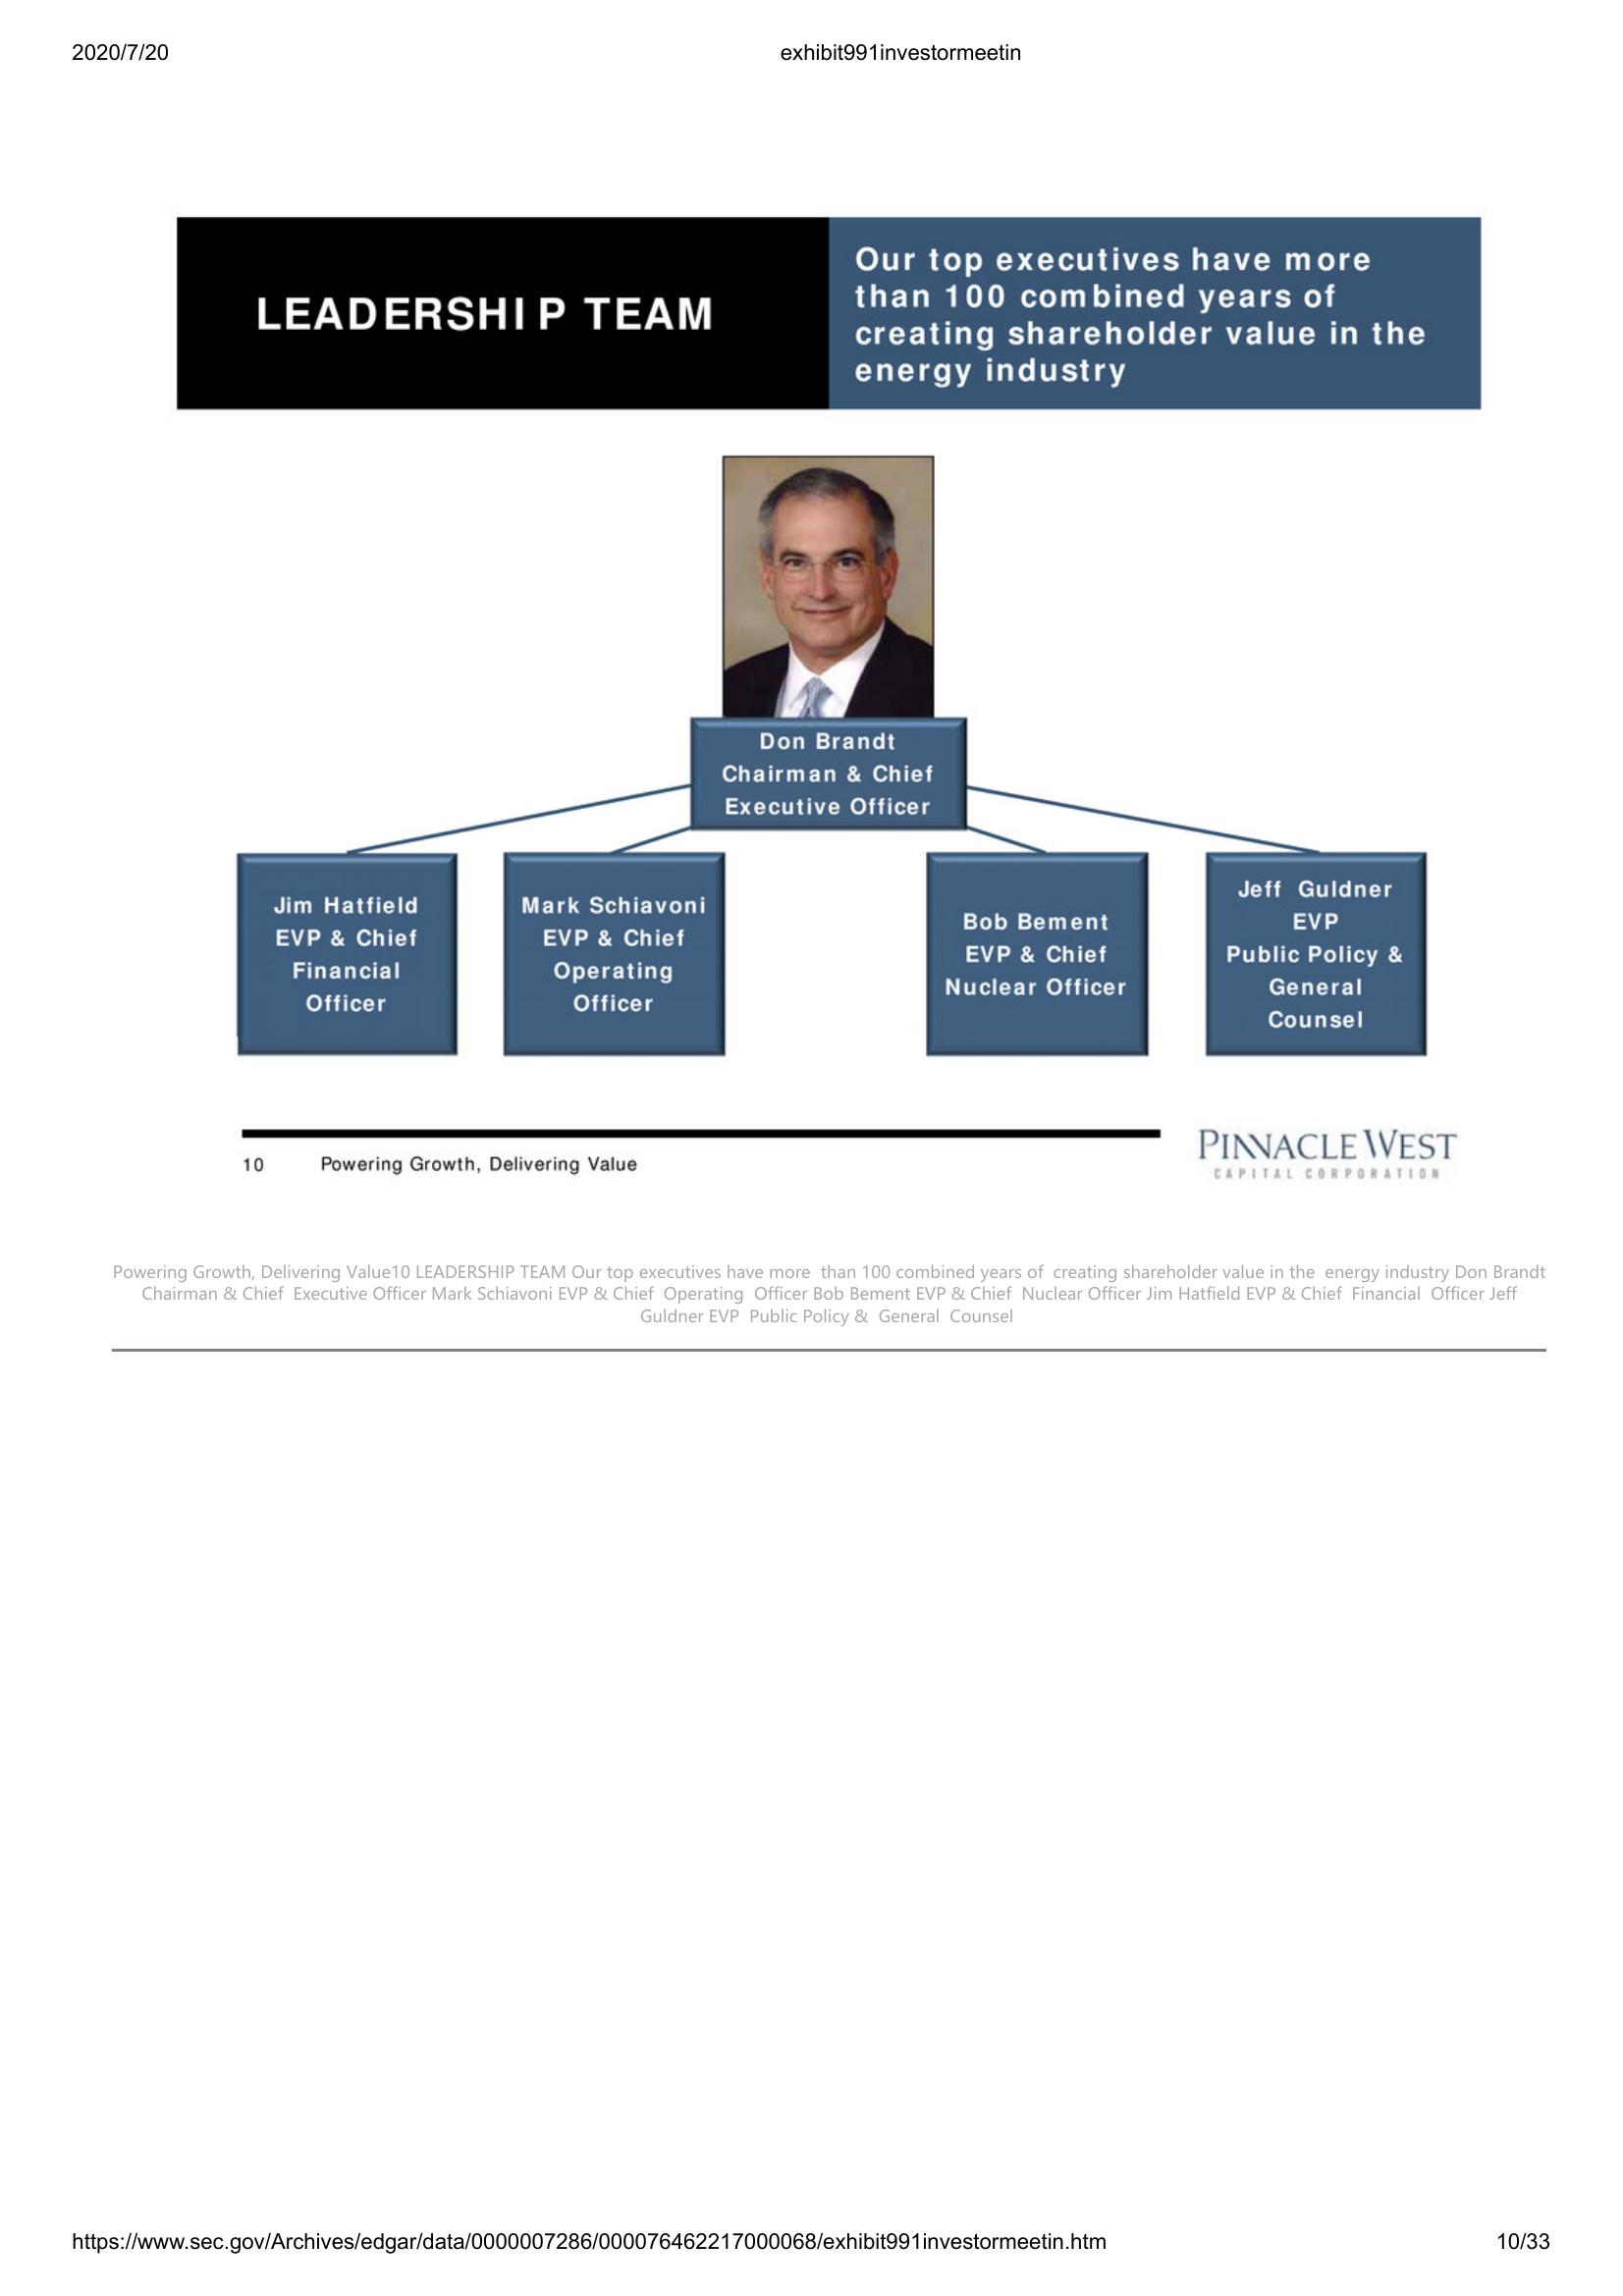 2020/7/20
exhibit991investormeetin
LEADERSHIP TEAM
Our top executives have more
than 100 combined years of
creating shareholder value in the
energy industry
Don Brandt
Chairman & Chief
Executive Officer
Jim Hatfield
EVP & Chief
Financial
Officer
Mark Schiavoni
EVP & Chief
Operating
Officer
Bob Bement
EVP & Chief
Nuclear Officer
Jeff Guldner
EVP
Public Policy &
General
Counsel
10
Powering Growth, Delivering Value
PINNACLE WEST
CAPITAL CORPORATION
Powering Growth, Delivering Value10 LEADERSHIP TEAM Our top executives have more than 100 combined years of creating shareholder value in the energy industry Don Brandt
Chairman & Chief Executive Officer Mark Schiavoni EVP & Chief Operating Officer Bob Bement EVP & Chief Nuclear Officer Jim Hatfield EVP & Chief Financial Officer Jeff
Guldner EVP Public Policy & General Counsel
https://www.sec.gov/Archives/edgar/data/0000007286/000076462217000068/exhibit991investormeetin.htm
10/33